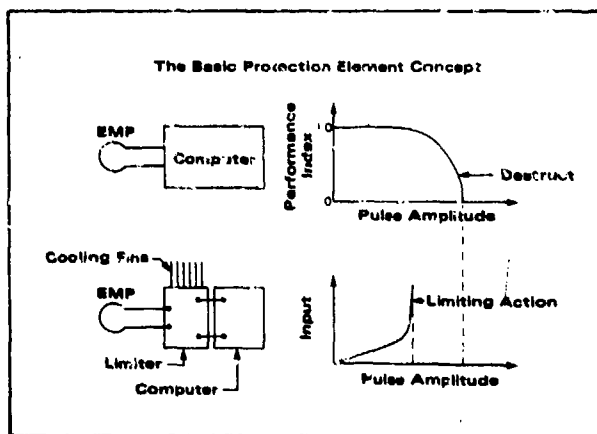 The Basic Protection Element Concept
EMP
Computer
Performance Index
1.0
0
Destruct
Pulse Amplitude
Cooling Fins
EMP
Limiter
Computer
Input
Limiting Action
Pulse Amplitude